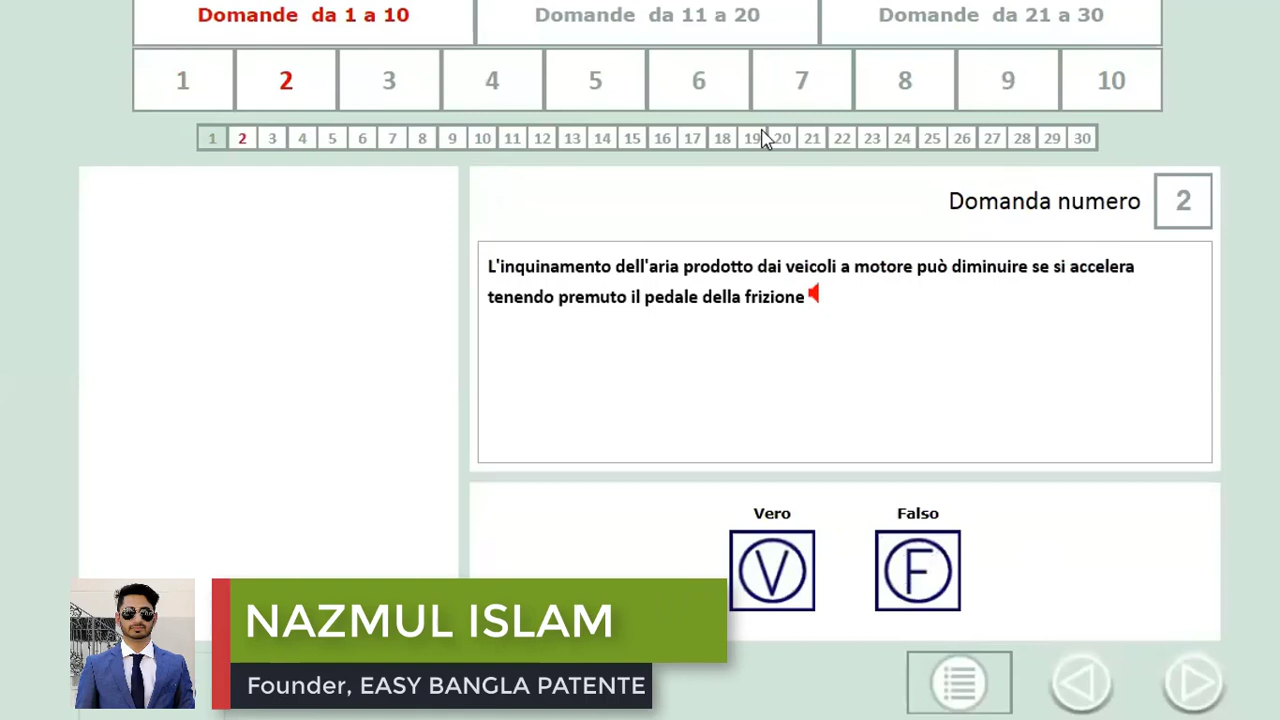 Domande da 1 a 10
Domande da 11 a 20
Domande da 21 a 30
1 2 3 4 5 6 7 8 9 10
1 2 3 4 5 6 7 8 9 10 11 12 13 14 15 16 17 18 19 20 21 22 23 24 25 26 27 28 29 30
Domanda numero 2
L'inquinamento dell'aria prodotto dai veicoli a motore può diminuire se si accelera
tenendo premuto il pedale della frizione
Vero Falso
V F
NAZMUL ISLAM
Founder, EASY BANGLA PATENTE